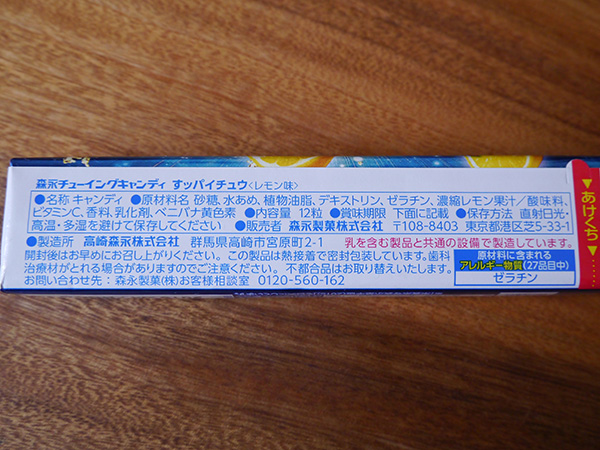 森永チューイングキャンディ すッパイチュウ〈レモン味〉
●名称 キャンディ ●原材料名 砂糖、水あめ、植物油脂、デキストリン、ゼラチン、濃縮レモン果汁/酸味料、
ビタミンC、香料、乳化剤、ベニバナ黄色素 ●内容量 12粒 ●賞味期限 下面に記載 ●保存方法 直射日光・
高温・多湿を避けて保存してください ●販売者 森永製菓株式会社 〒108-8403 東京都港区芝5-33-1
●製造所 高崎森永株式会社 群馬県高崎市宮原町2-1 乳を含む製品と共通の設備で製造しています。
開封後はお早めにお召し上がりください。この製品は熱接着で密封包装しています。歯科
治療材がとれる場合がありますのでご注意ください。不都合品はお取り替えいたします。
お問い合わせ先:森永製菓(株)お客様相談室 0120-560-162
原材料に含まれる
アレルギー物質(27品目中)
ゼラチン
▼あけくち▼